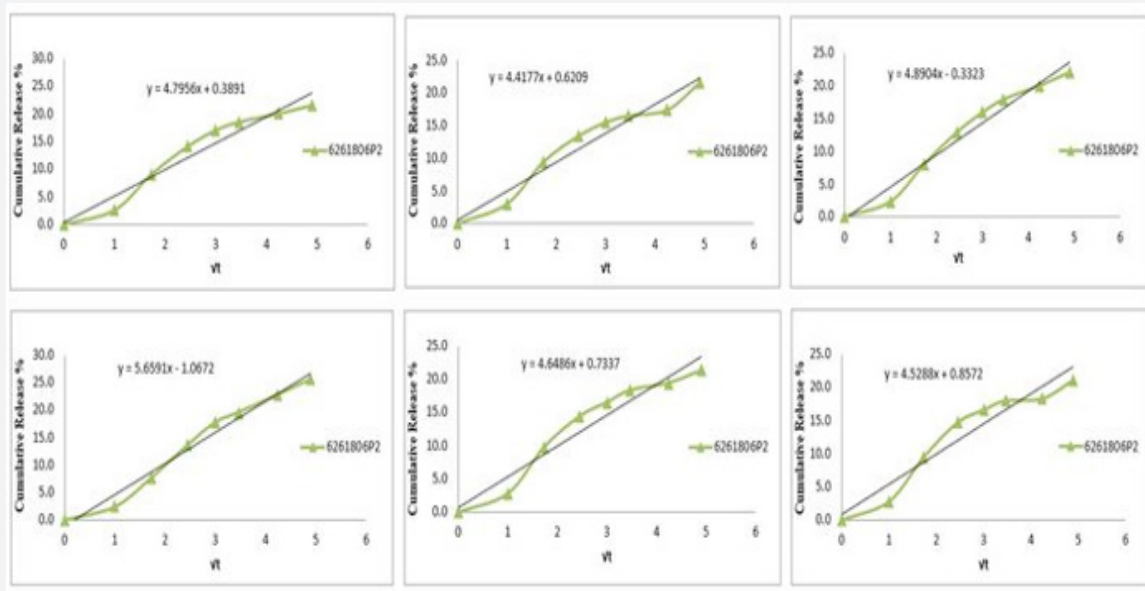 Cumulative Release %
30.0
25.0
20.0
15.0
10.0
5.0
0.0
y = 4.7956x + 0.3891
6261806P2
0 1 2 3 4 5 6
√t
Cumulative Release %
25.0
20.0
15.0
10.0
5.0
0.0
y = 4.4177x + 0.6209
6261806P2
0 1 2 3 4 5 6
√t
Cumulative Release %
25.0
20.0
15.0
10.0
5.0
0.0
y = 4.8904x - 0.3323
6261806P2
0 1 2 3 4 5 6
√t
Cumulative Release %
30.0
25.0
20.0
15.0
10.0
5.0
0.0
y = 5.6591x - 1.0672
6261806P2
0 1 2 3 4 5 6
√t
Cumulative Release %
25.0
20.0
15.0
10.0
5.0
0.0
y = 4.6486x + 0.7337
6261806P2
0 1 2 3 4 5 6
√t
Cumulative Release %
25.0
20.0
15.0
10.0
5.0
0.0
y = 4.5288x + 0.8572
6261806P2
0 1 2 3 4 5 6
√t